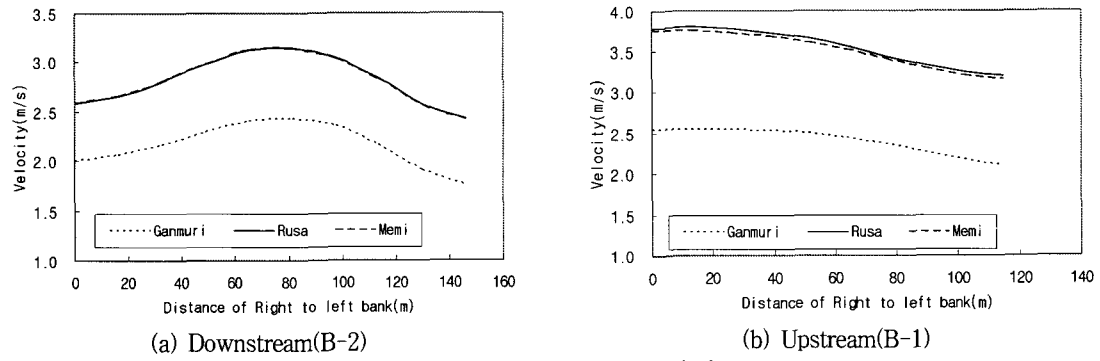 3.5
3.0
2.5
2.0
1.5
1.0
Velocity(m/s)
Ganmuri Rusa Memi
0 20 40 60 80 100 120 140 160
Distance of Right to left bank(m)
(a) Downstream(B-2)
4.0
3.5
3.0
2.5
2.0
1.5
1.0
Velocity(m/s)
Ganmuri Rusa Memi
0 20 40 60 80 100 120 140
Distance of Right to left bank(m)
(b) Upstream(B-1)